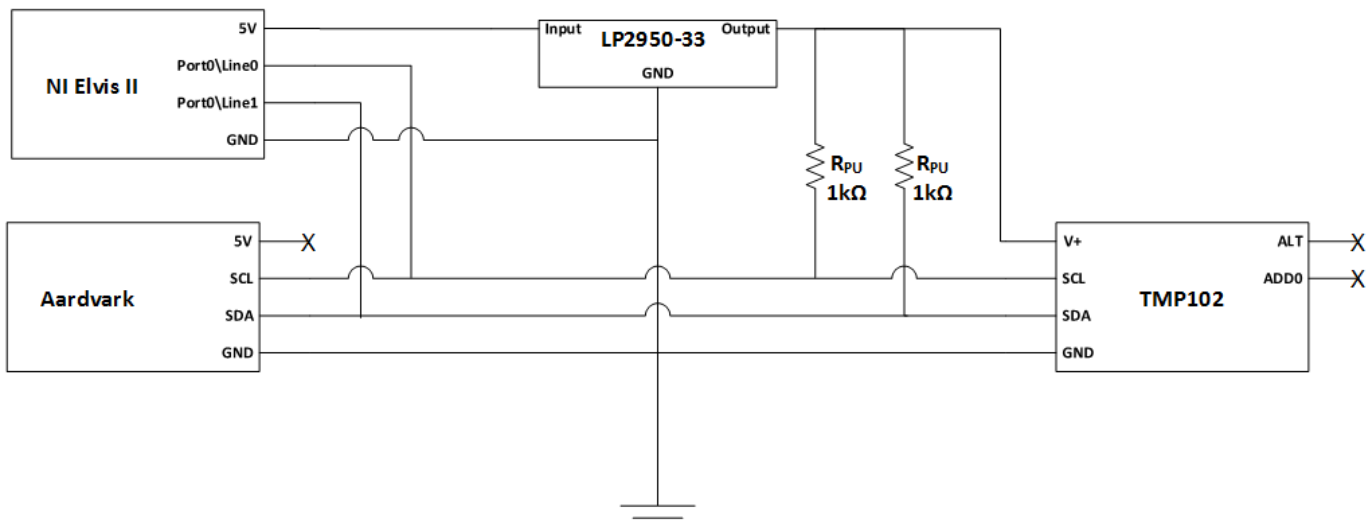 NI Elvis II
5V
Port0\Line0
Port0\Line1
GND
Input
LP2950-33
Output
GND
RPU
1kΩ
RPU
1kΩ
Aardvark
5V
X
SCL
SDA
GND
V+
SCL
SDA
GND
TMP102
ALT
X
ADD0
X